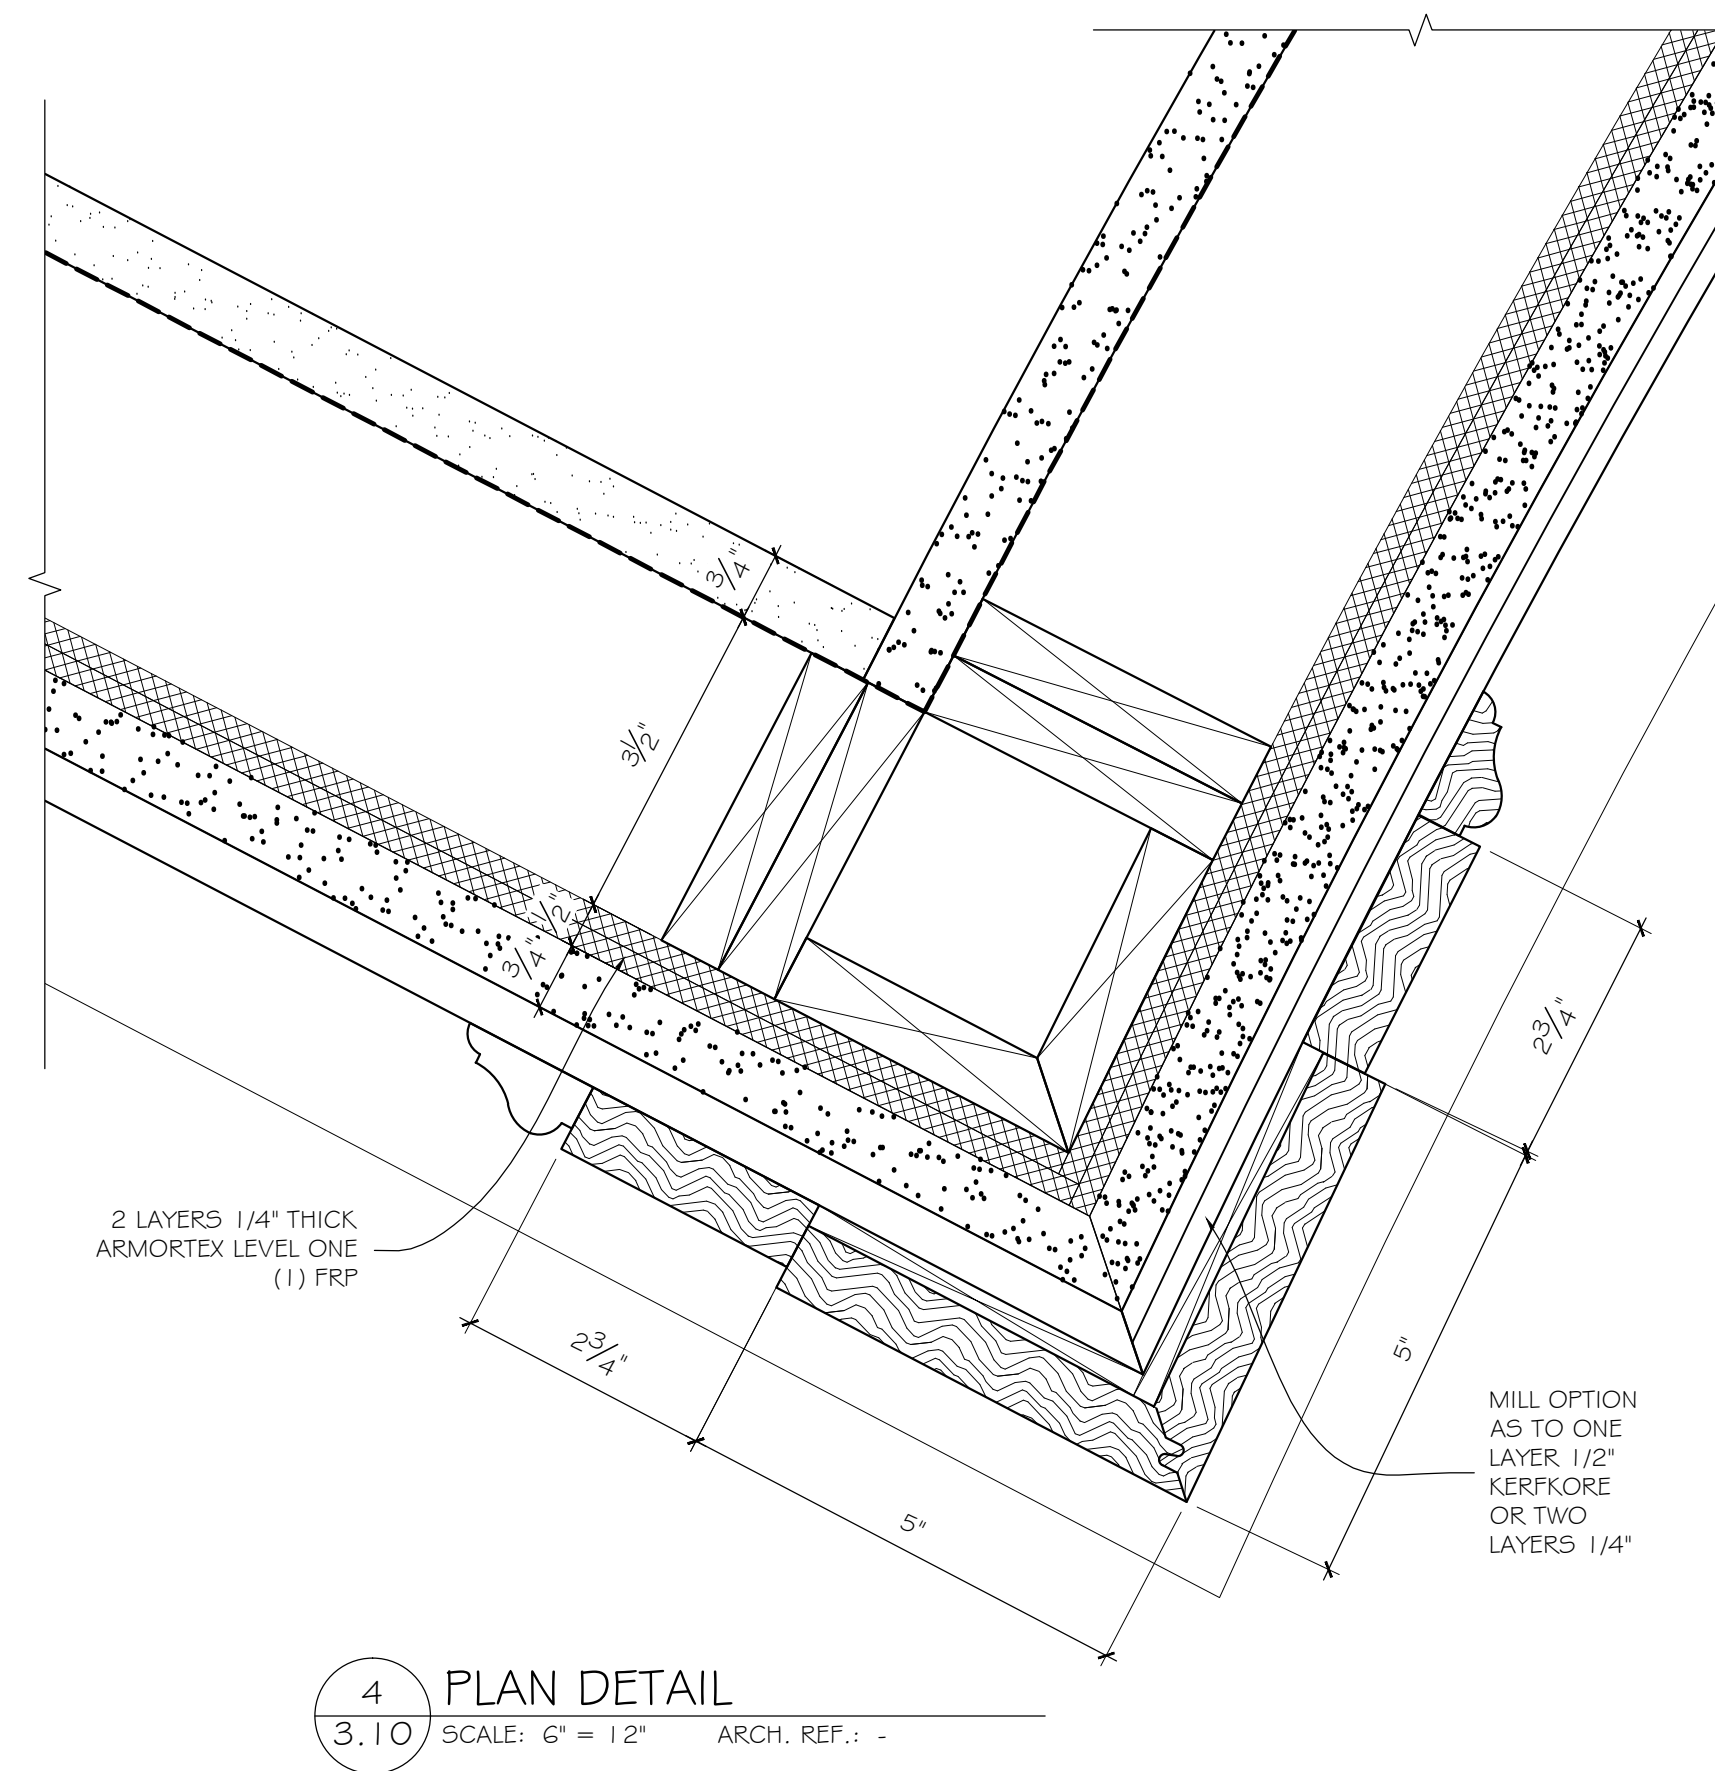 3/4"
3 1/2"
1/2"
3/4"
2 LAYERS 1/4" THICK
ARMORTEX LEVEL ONE
(1) FRP
2 3/4"
5"
2 3/4"
5"
MILL OPTION
AS TO ONE
LAYER 1/2"
KERFKORE
OR TWO
LAYERS 1/4"
4
PLAN DETAIL
3.10
SCALE: 6" = 12" ARCH. REF.: -